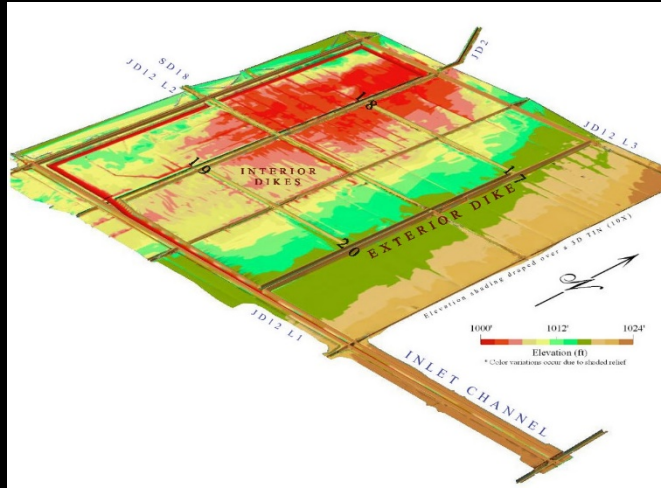 JD2
SD18
JD12 L2
18
JD12 L3
19
INTERIOR
DIKES
17
20
EXTERIOR DIKE
Elevation shading draped over a 3D TIN (10X)
N
JD12 L1
1000' 1012' 1024'
Elevation (ft)
* Color variations occur due to shaded relief
INLET CHANNEL